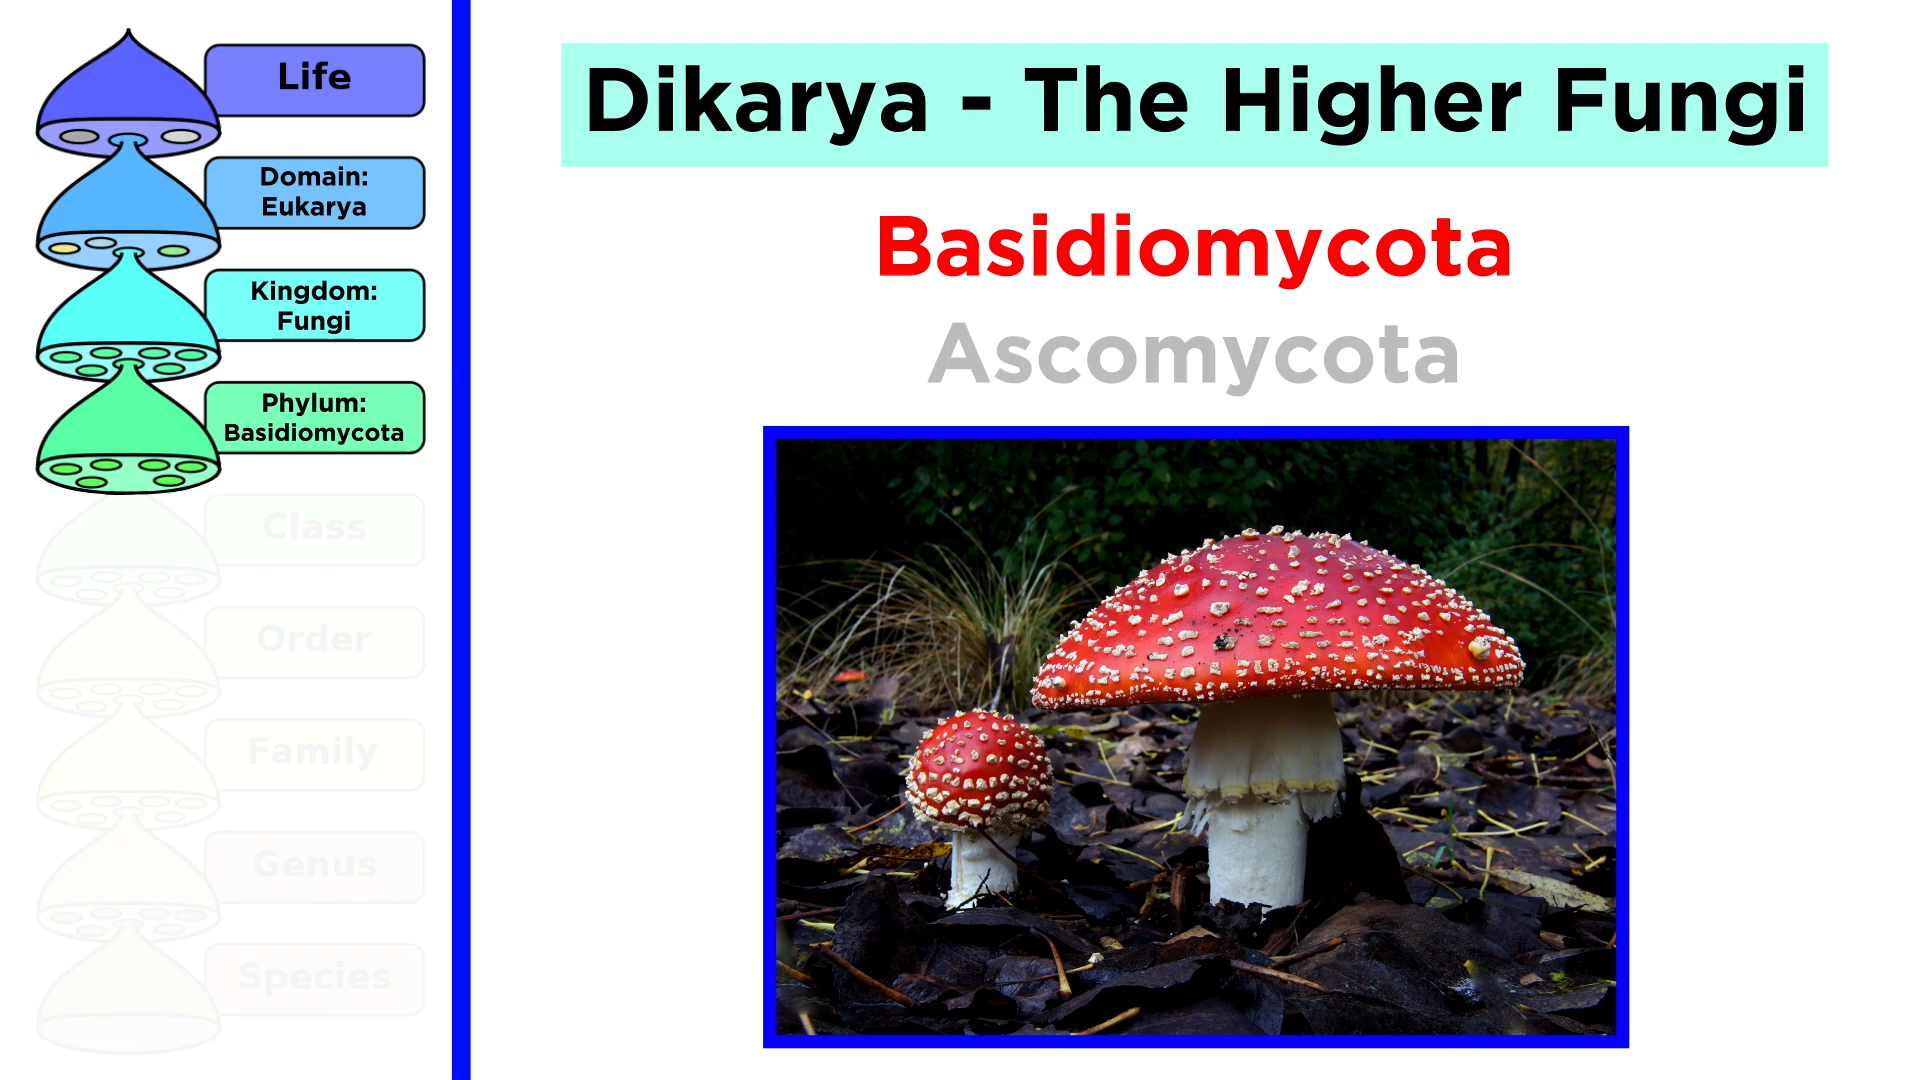 Life
Domain:
Eukarya
Kingdom:
Fungi
Phylum:
Basidiomycota
Class
Order
Family
Genus
Species
Dikarya - The Higher Fungi
Basidiomycota
Ascomycota